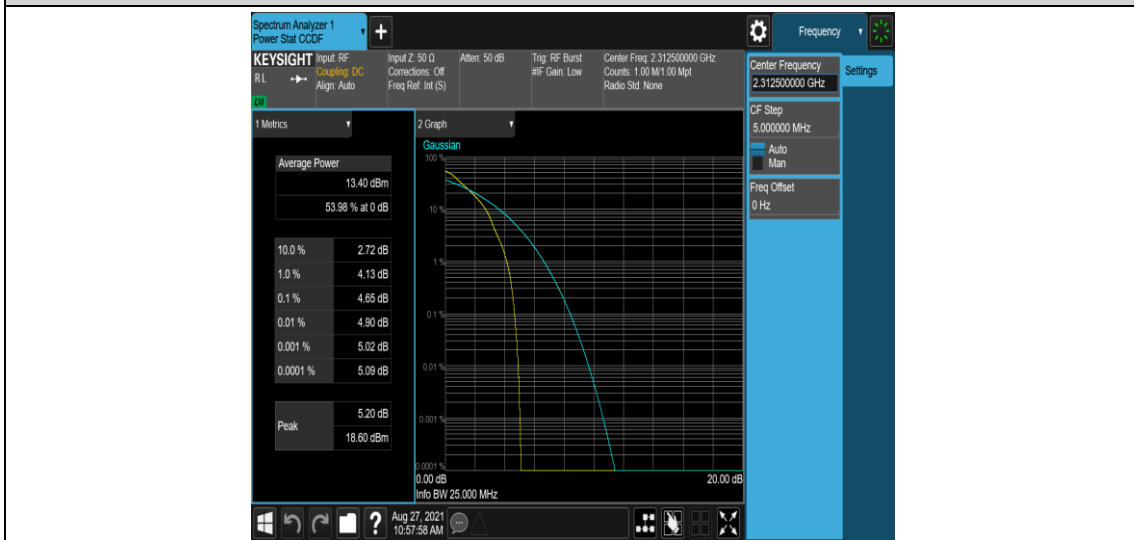 Spectrum Analyzer 1
Power Stat CCDF
Frequency
KEYSIGHT
RL
Input: RF
Coupling: DC
Align: Auto
Input Z: 50 Ω
Corrections: Off
Freq Ref: Int (S)
Atten: 50 dB
Trig: RF Burst
#IF Gain: Low
Center Freq: 2.312500000 GHz
Counts: 1.00 M/1.00 Mpt
Radio Std: None
Center Frequency
2.312500000 GHz
Settings
CF Step
5.000000 MHz
Auto
Man
Freq Offset
0 Hz
1 Metrics
Average Power
13.40 dBm
53.98 % at 0 dB
10.0 % 2.72 dB
1.0 % 4.13 dB
0.1 % 4.65 dB
0.01 % 4.90 dB
0.001 % 5.02 dB
0.0001 % 5.09 dB
Peak 5.20 dB
18.60 dBm
2 Graph
Gaussian
100 %
10 %
1 %
0.1 %
0.01 %
0.001 %
0.0001 %
0.00 dB 20.00 dB
Info BW 25.000 MHz
?
Aug 27, 2021
10:57:58 AM